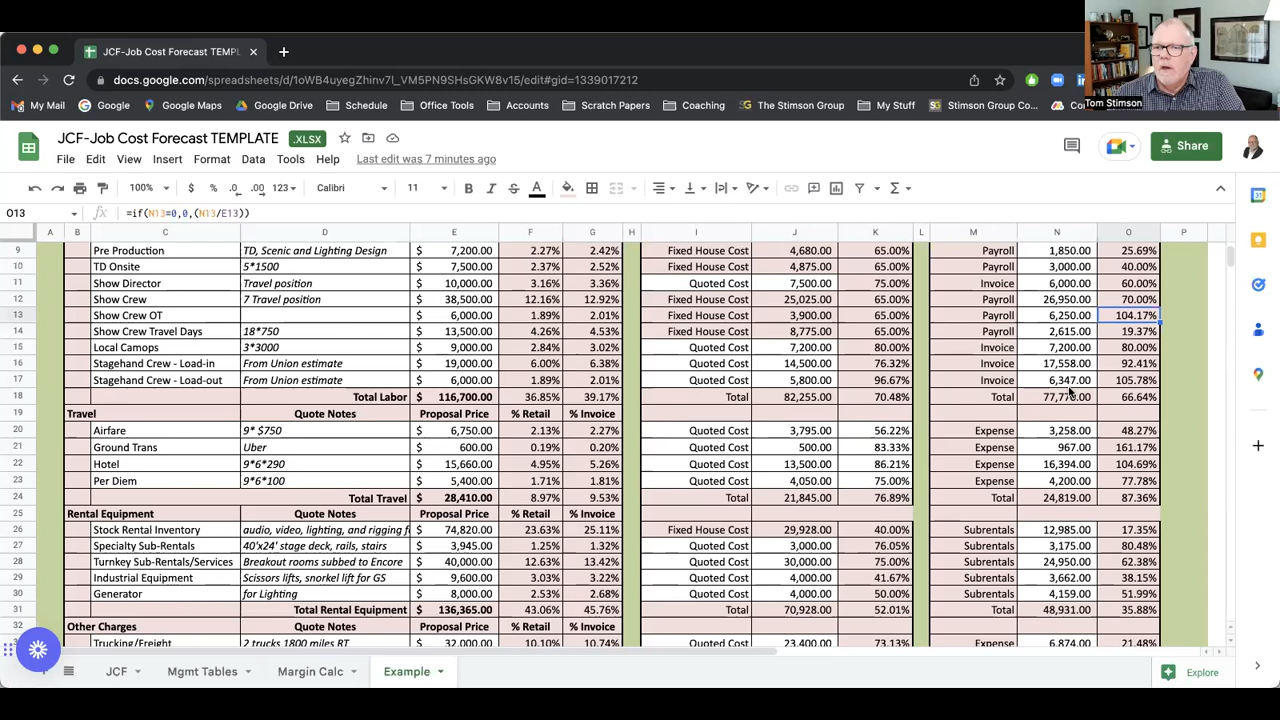 Tom Stimson
JCF-Job Cost Forecast TEMPL
docs.google.com/spreadsheets/d/1oWB4uyegZhinv7l_VM5PN9SHsGKW8v15/edit#gid=1339017212
My Mail Google Google Maps Google Drive Schedule Office Tools Accounts Scratch Papers Coaching The Stimson Group My Stuff Stimson Group Co...
JCF-Job Cost Forecast TEMPLATE .XLSX
File Edit View Insert Format Data Tools Help Last edit was 7 minutes ago
Share
100% $ % .0 .00 123 Calibri 11 B I S A
O13 fx =if(N13=0,0,(N13/E13))
A B C D E F G H I J K L M N O P
9 Pre Production TD, Scenic and Lighting Design $ 7,200.00 2.27% 2.42% Fixed House Cost 4,680.00 65.00% Payroll 1,850.00 25.69%
10 TD Onsite 5*1500 $ 7,500.00 2.37% 2.52% Fixed House Cost 4,875.00 65.00% Payroll 3,000.00 40.00%
11 Show Director Travel position $ 10,000.00 3.16% 3.36% Quoted Cost 7,500.00 75.00% Invoice 6,000.00 60.00%
12 Show Crew 7 Travel position $ 38,500.00 12.16% 12.92% Fixed House Cost 25,025.00 65.00% Payroll 26,950.00 70.00%
13 Show Crew OT $ 6,000.00 1.89% 2.01% Fixed House Cost 3,900.00 65.00% Payroll 6,250.00 104.17%
14 Show Crew Travel Days 18*750 $ 13,500.00 4.26% 4.53% Fixed House Cost 8,775.00 65.00% Payroll 2,615.00 19.37%
15 Local Camops 3*3000 $ 9,000.00 2.84% 3.02% Quoted Cost 7,200.00 80.00% Invoice 7,200.00 80.00%
16 Stagehand Crew - Load-in From Union estimate $ 19,000.00 6.00% 6.38% Quoted Cost 14,500.00 76.32% Invoice 17,558.00 92.41%
17 Stagehand Crew - Load-out From Union estimate $ 6,000.00 1.89% 2.01% Quoted Cost 5,800.00 96.67% Invoice 6,347.00 105.78%
18 Total Labor $ 116,700.00 36.85% 39.17% Total 82,255.00 70.48% Total 66.64%
19 Travel Quote Notes Proposal Price % Retail % Invoice
20 Airfare 9* $750 $ 6,750.00 2.13% 2.27% Quoted Cost 3,795.00 56.22% Expense 3,258.00 48.27%
21 Ground Trans Uber $ 600.00 0.19% 0.20% Quoted Cost 500.00 83.33% Expense 967.00 161.17%
22 Hotel 9*6*290 $ 15,660.00 4.95% 5.26% Quoted Cost 13,500.00 86.21% Expense 16,394.00 104.69%
23 Per Diem 9*6*100 $ 5,400.00 1.71% 1.81% Quoted Cost 4,050.00 75.00% Expense 4,200.00 77.78%
24 Total Travel $ 28,410.00 8.97% 9.53% Total 21,845.00 76.89% Total 24,819.00 87.36%
25 Rental Equipment Quote Notes Proposal Price % Retail % Invoice
26 Stock Rental Inventory audio, video, lighting, and rigging f $ 74,820.00 23.63% 25.11% Fixed House Cost 29,928.00 40.00% Subrentals 12,985.00 17.35%
27 Specialty Sub-Rentals 40'x24' stage deck, rails, stairs $ 3,945.00 1.25% 1.32% Quoted Cost 3,000.00 76.05% Subrentals 3,175.00 80.48%
28 Turnkey Sub-Rentals/Services Breakout rooms subbed to Encore $ 40,000.00 12.63% 13.42% Quoted Cost 30,000.00 75.00% Subrentals 24,950.00 62.38%
29 Industrial Equipment Scissors lifts, snorkel lift for GS $ 9,600.00 3.03% 3.22% Quoted Cost 4,000.00 41.67% Subrentals 3,662.00 38.15%
30 Generator for Lighting $ 8,000.00 2.53% 2.68% Quoted Cost 4,000.00 50.00% Subrentals 4,159.00 51.99%
31 Total Rental Equipment $ 136,365.00 43.06% 45.76% Total 70,928.00 52.01% Total 48,931.00 35.88%
32 Other Charges Quote Notes Proposal Price % Retail % Invoice
Trucking/Freight 2 trucks 1800 miles RT $ 32,000.00 10.10% 10.74% Quoted Cost 23,400.00 73.13% Expense 6,874.00 21.48%
JCF Mgmt Tables Margin Calc Example Explore